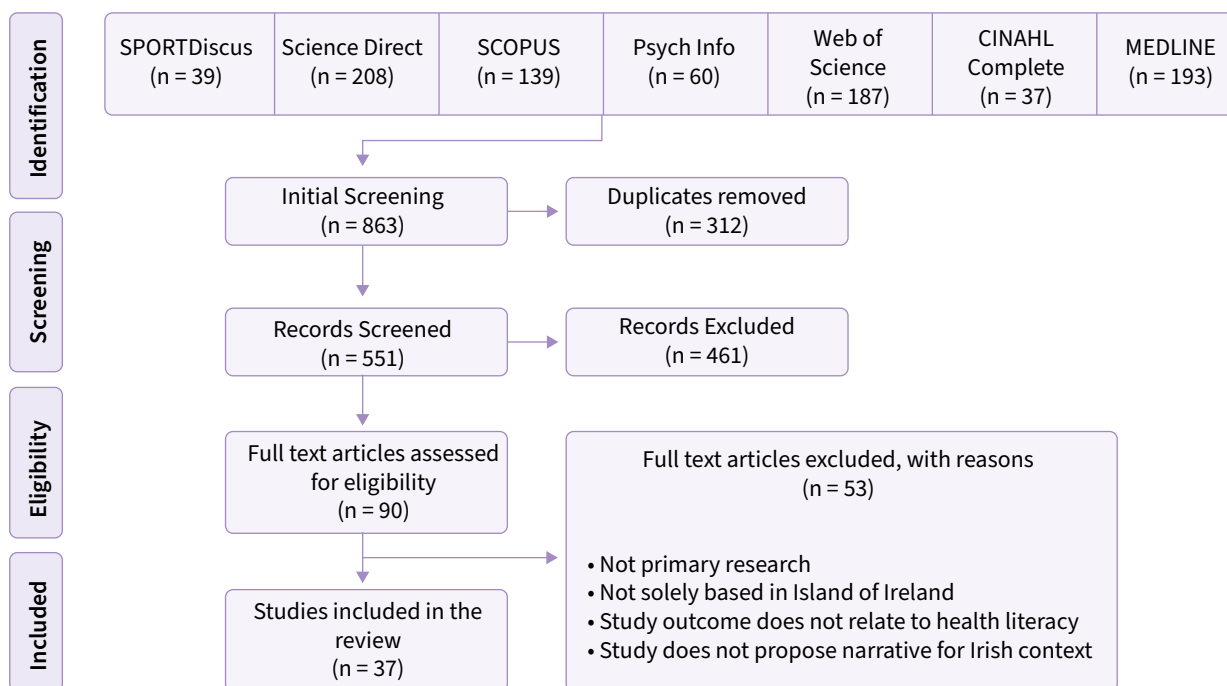 Identification
SPORTDiscus
(n = 39)
Science Direct
(n = 208)
SCOPUS
(n = 139)
Psych Info
(n = 60)
Web of
Science
(n = 187)
CINAHL
Complete
(n = 37)
MEDLINE
(n = 193)
Initial Screening
(n = 863)
Duplicates removed
(n = 312)
Screening
Records Screened
(n = 551)
Records Excluded
(n = 461)
Eligibility
Full text articles assessed
for eligibility
(n = 90)
Full text articles excluded, with reasons
(n = 53)
• Not primary research
• Not solely based in Island of Ireland
• Study outcome does not relate to health literacy
• Study does not propose narrative for Irish context
Included
Studies included in the
review
(n = 37)